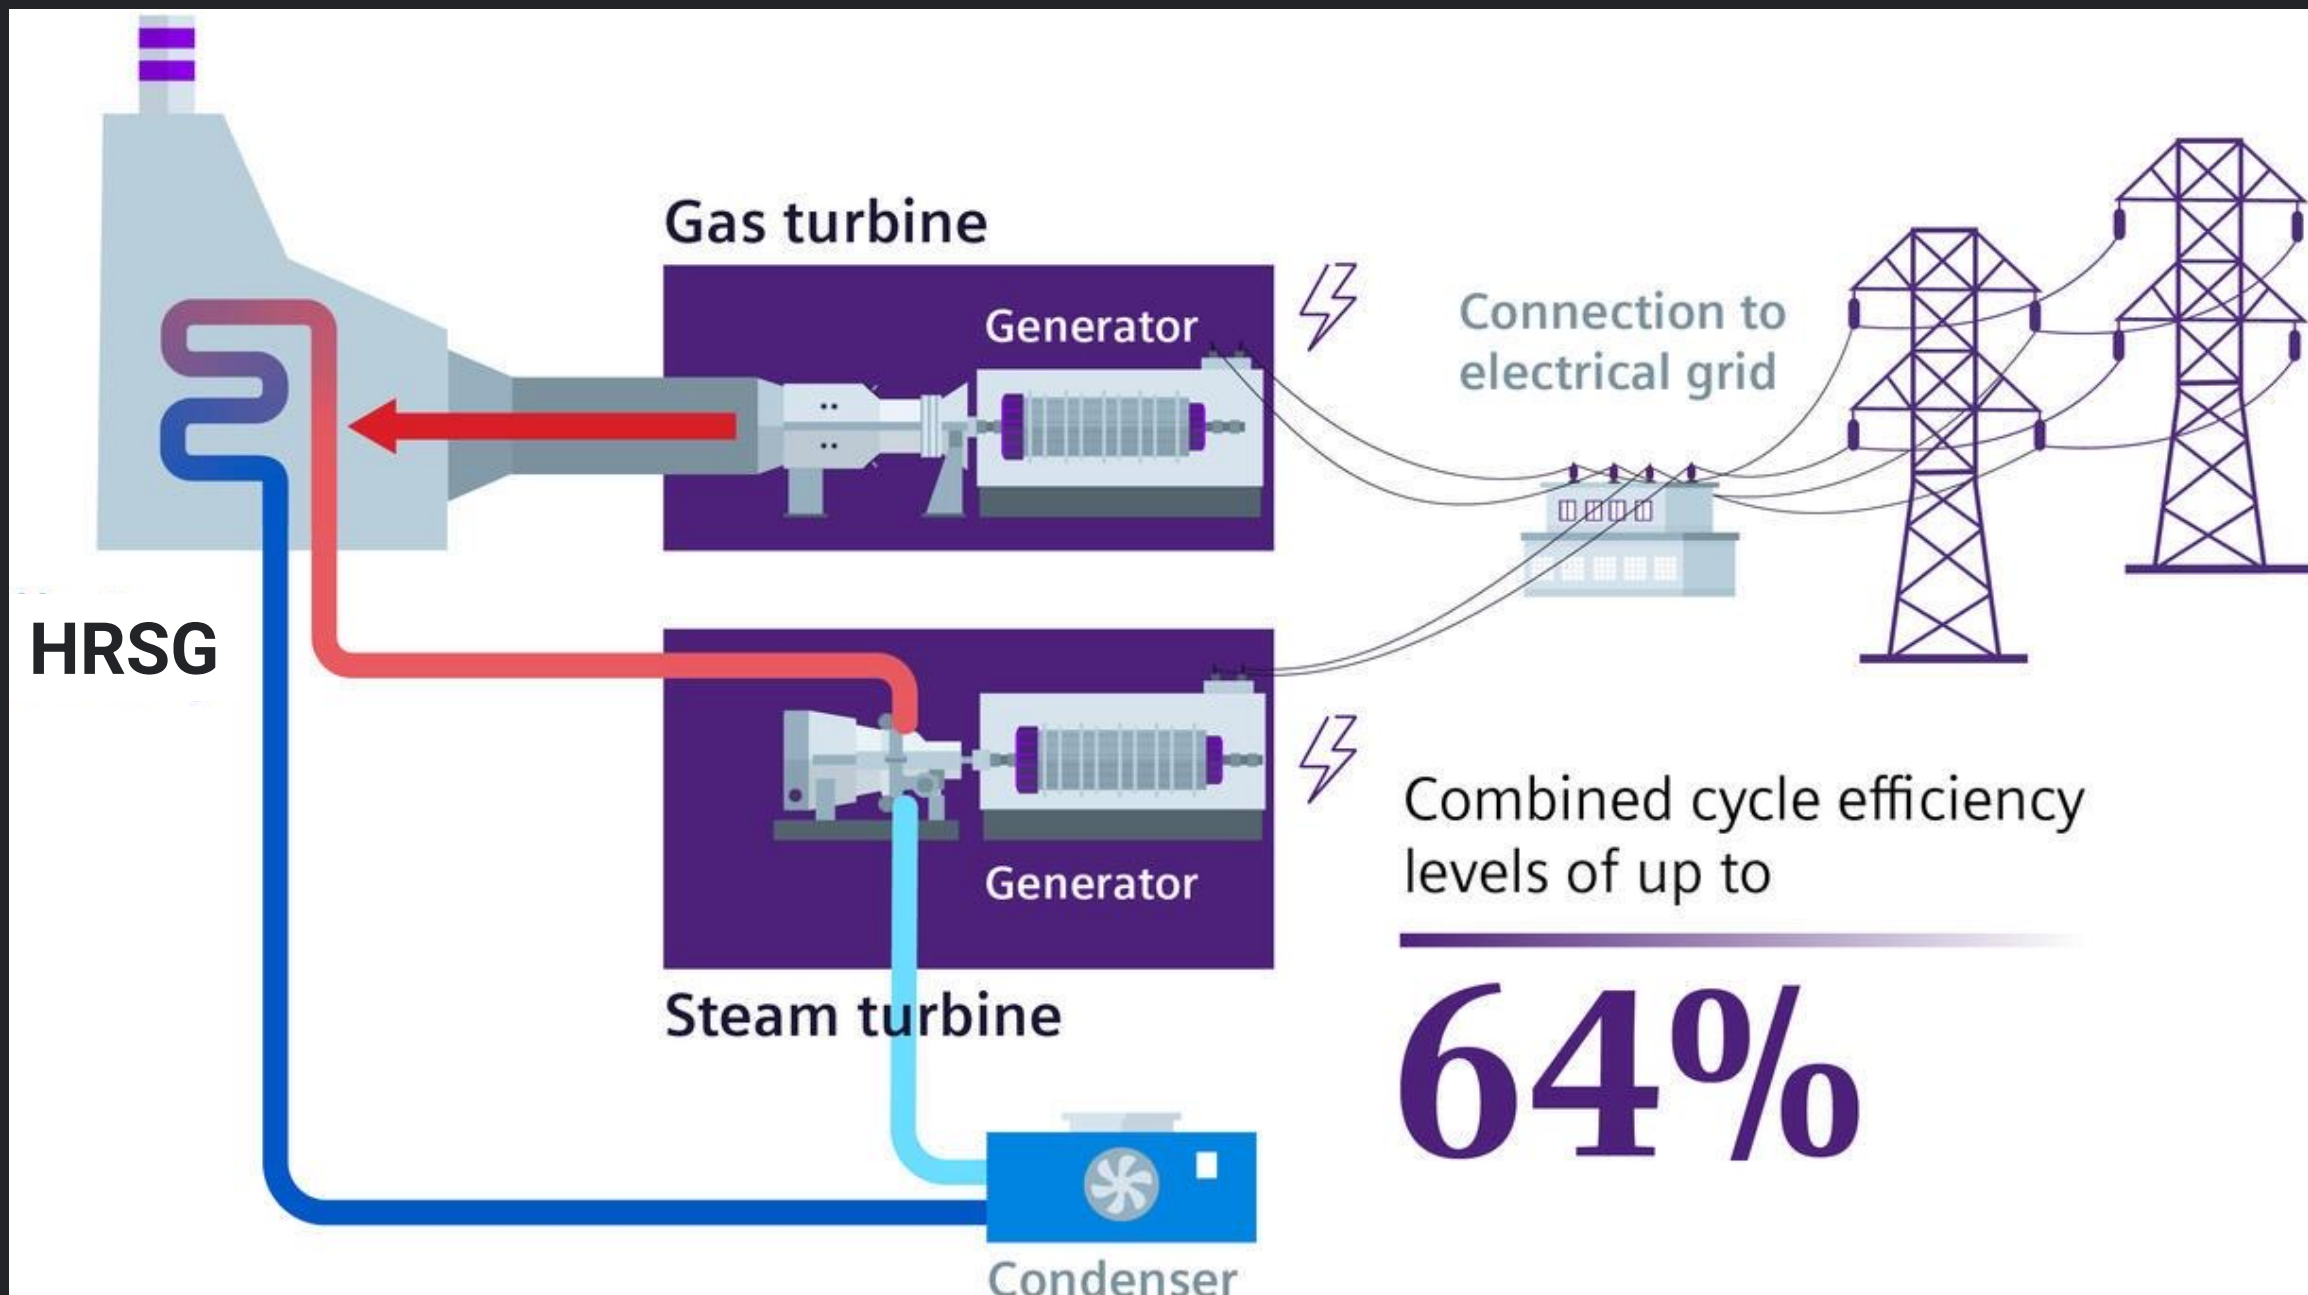 Gas turbine
Generator
Connection to
electrical grid
HRSG
Generator
Steam turbine
Combined cycle efficiency
levels of up to
64%
Condenser